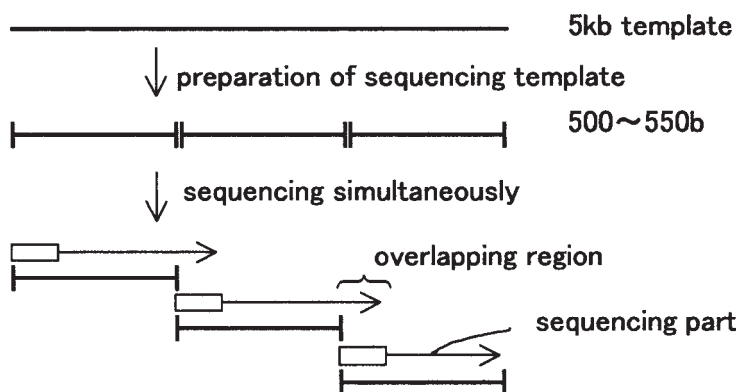 5kb template
preparation of sequencing template
500～550b
sequencing simultaneously
overlapping region
sequencing part